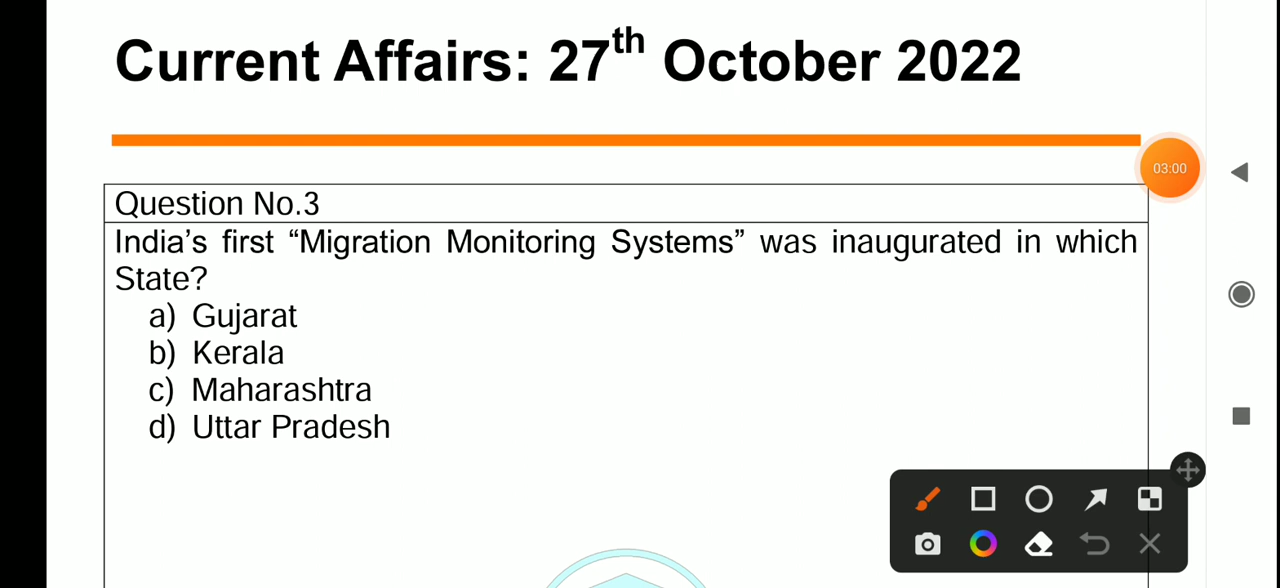 Current Affairs: 27th October 2022
03:00
Question No.3
India’s first “Migration Monitoring Systems” was inaugurated in which
State?
a) Gujarat
b) Kerala
c) Maharashtra
d) Uttar Pradesh